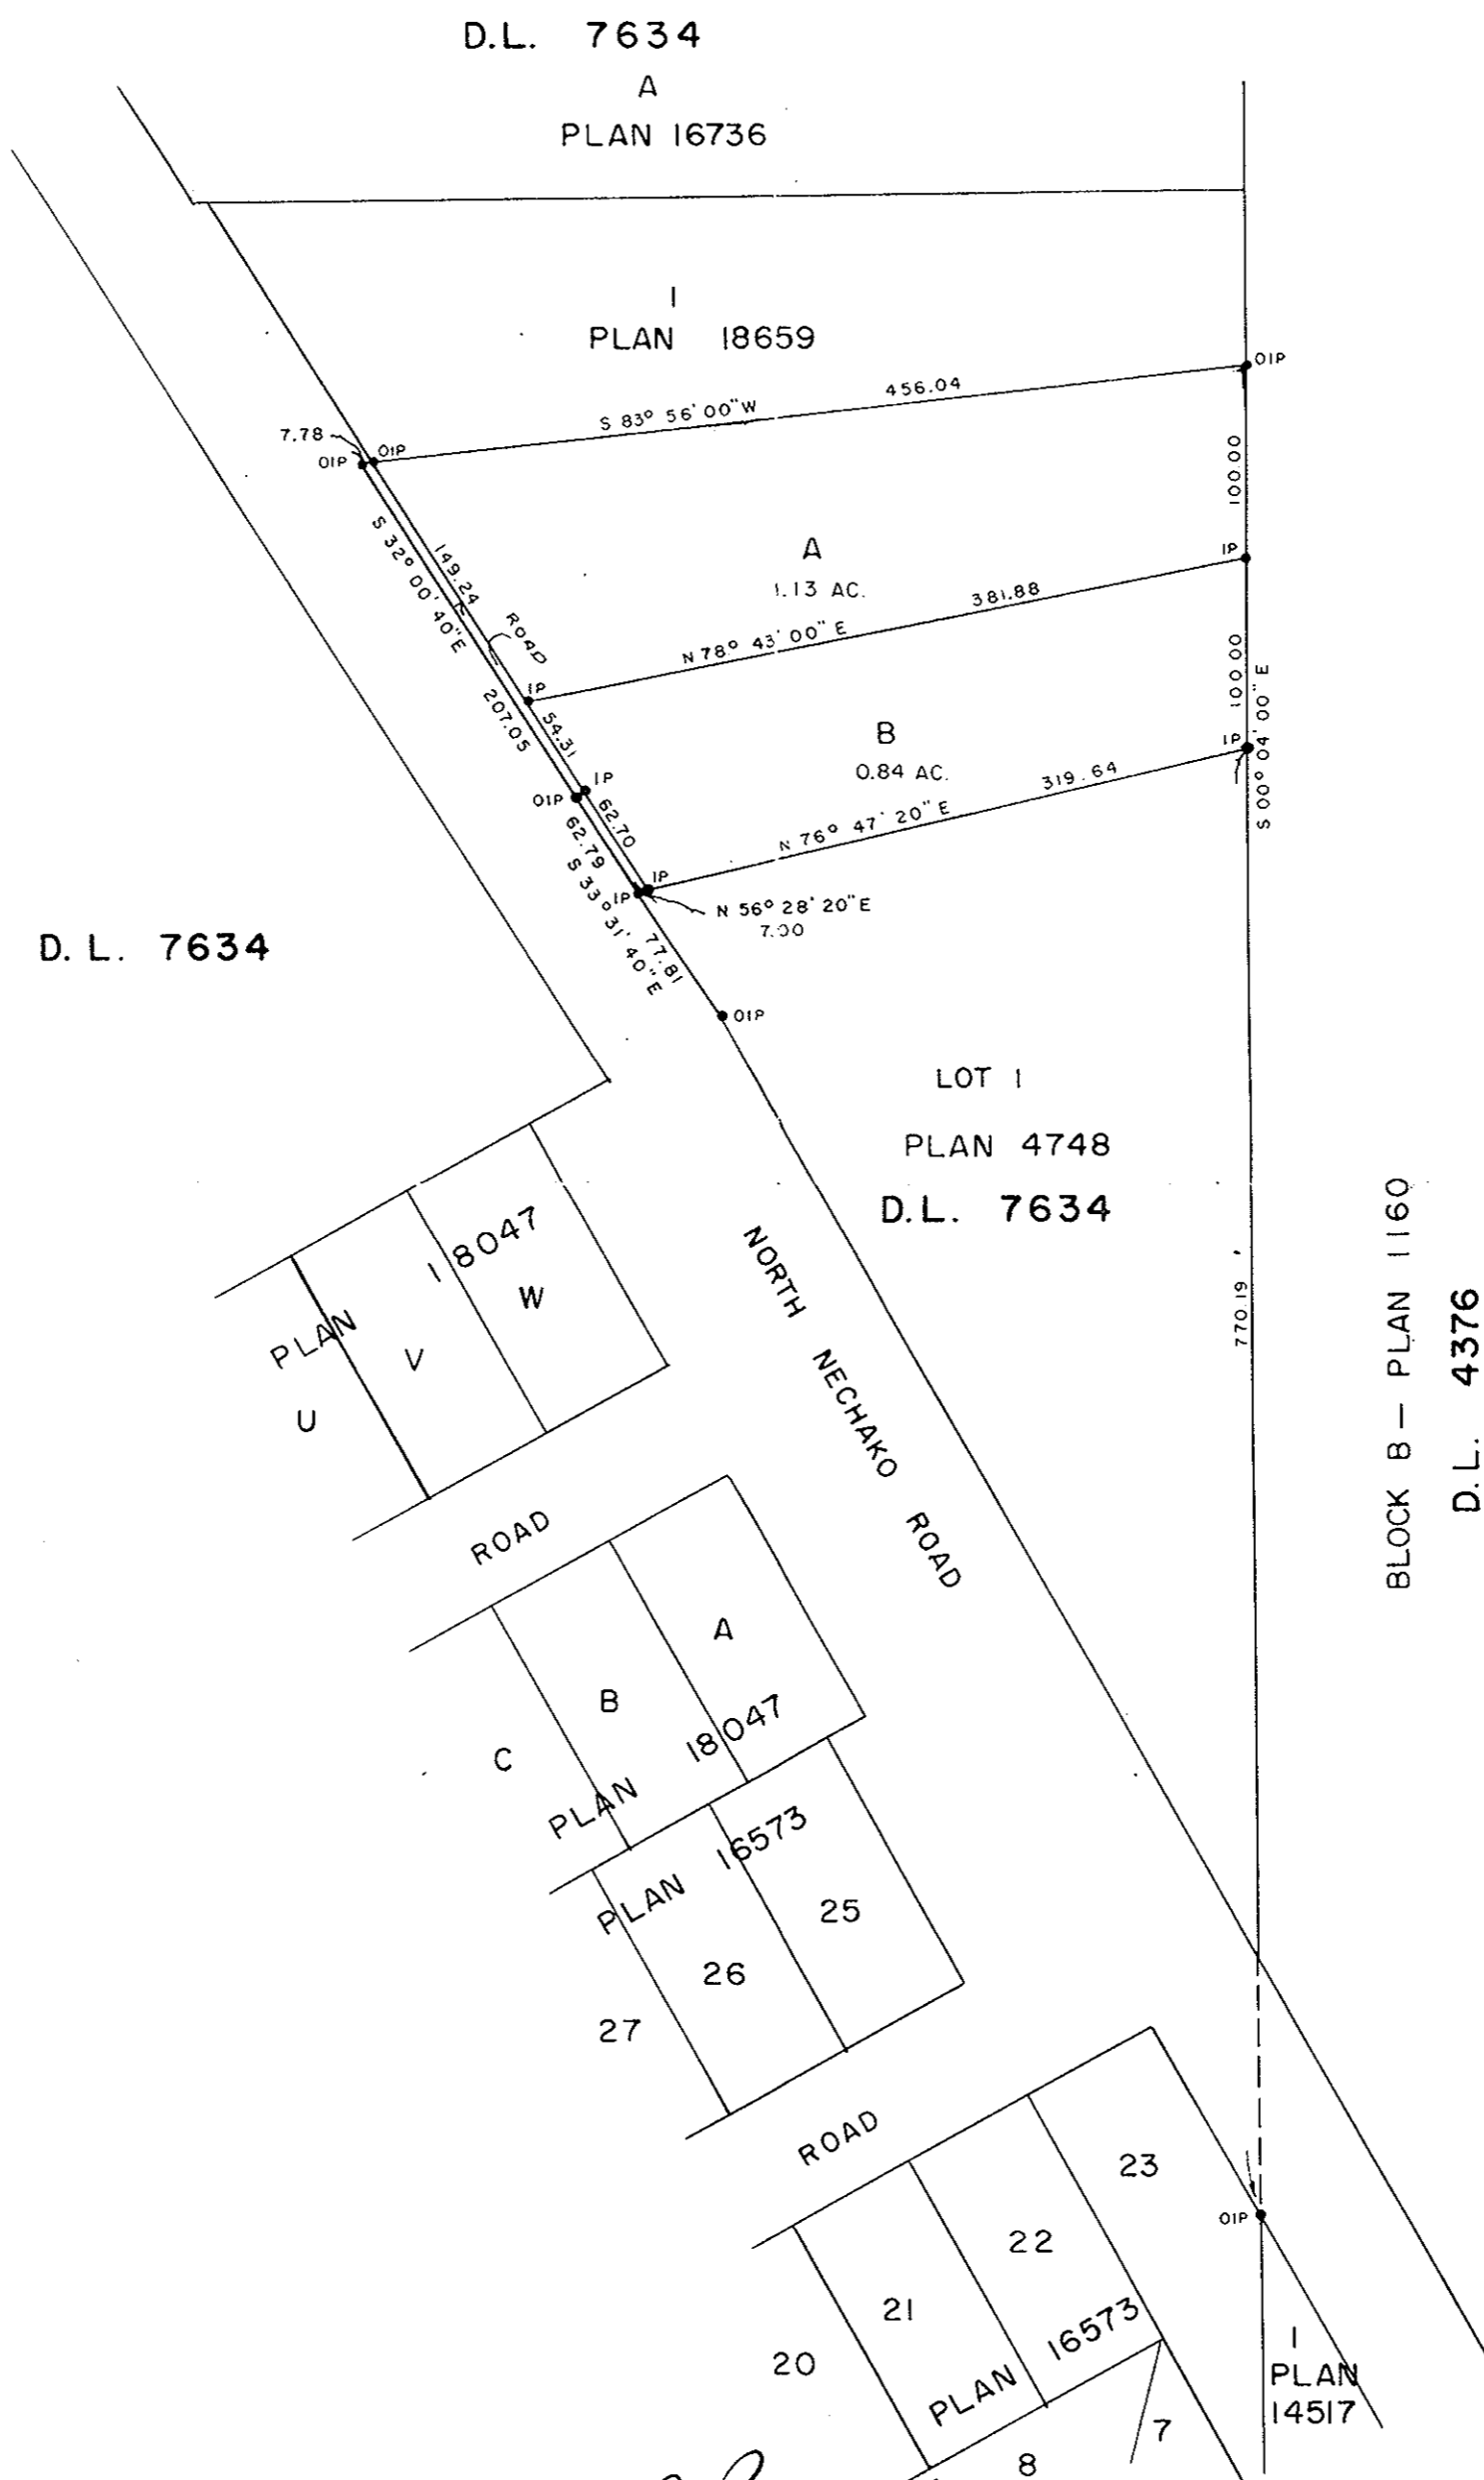 D.L. 7634
A
PLAN 16736
1
PLAN 18659
OIP
456.04
S 83° 56' 00" W
7.78
OIP
OIP
100.00
S 32° 00' 40" E
149.24
ROAD
A
1.13 AC.
IP
381.88
N 78° 43' 00" E
IP
207.05
54.31
100.00
S 00° 04' 00" E
B
0.84 AC.
IP
319.64
N 76° 47' 20" E
IP
OIP
62.70
62.79
S 33° 31' 40" E
IP
IP
N 56° 28' 20" E
7.00
77.81
D.L. 7634
OIP
LOT 1
PLAN 4748
D.L. 7634
770.19
BLOCK B - PLAN 1160
D.L. 4376
NORTH NECHAKO ROAD
PLAN 18047
W
V
U
ROAD
A
B
C
PLAN 18047
PLAN 16573
25
26
27
ROAD
23
OIP
22
21
20
PLAN 16573
1
PLAN
14517
7
8